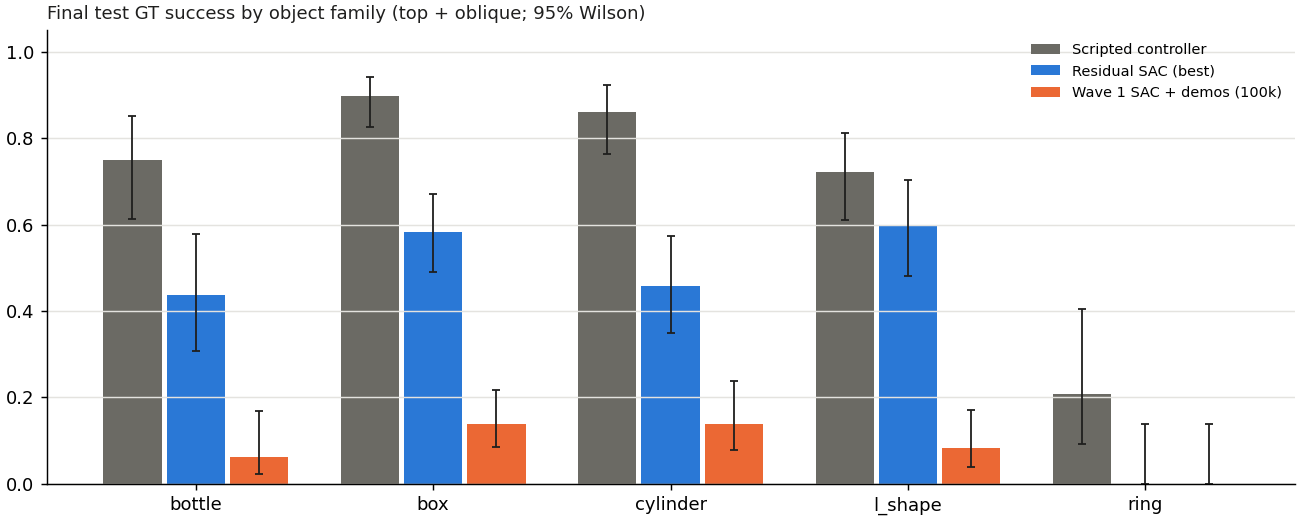 Final test GT success by object family (top + oblique; 95% Wilson)
1.0
0.8
0.6
0.4
0.2
0.0
Scripted controller
Residual SAC (best)
Wave 1 SAC + demos (100k)
bottle
box
cylinder
l_shape
ring